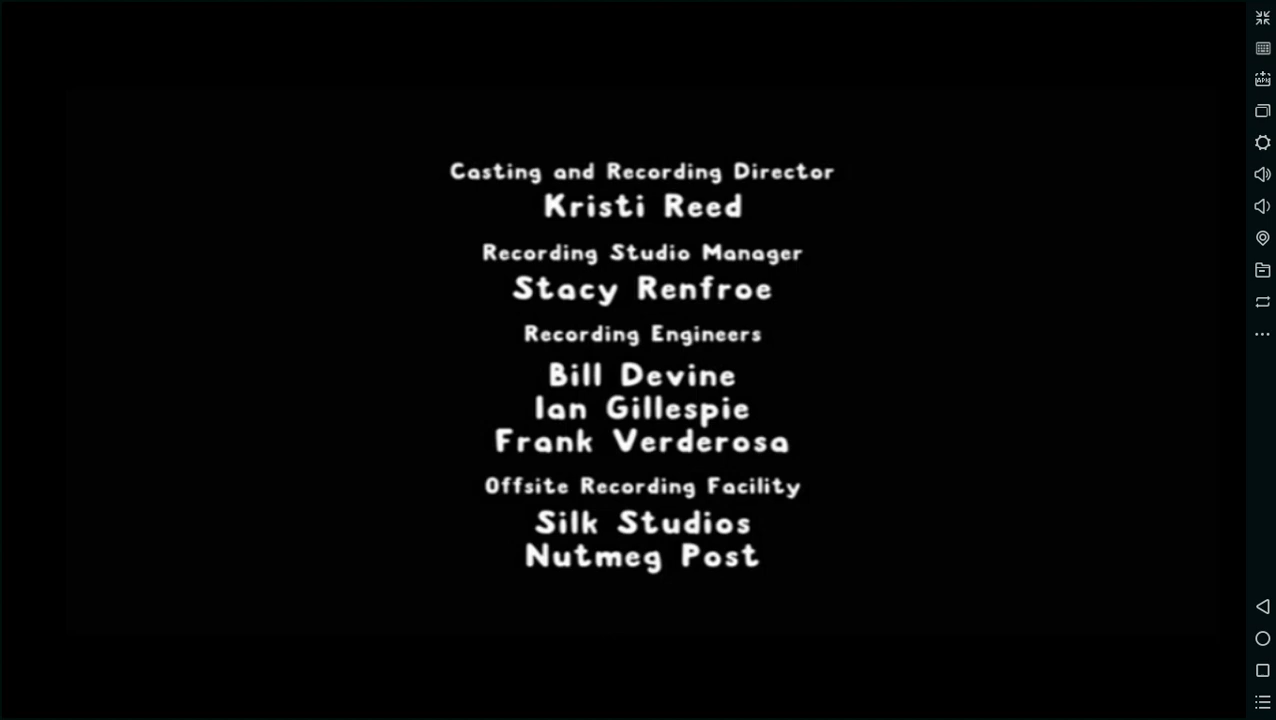 Casting and Recording Director
Kristi Reed
Recording Studio Manager
Stacy Renfroe
Recording Engineers
Bill Devine
Ian Gillespie
Frank Verderosa
Offsite Recording Facility
Silk Studios
Nutmeg Post